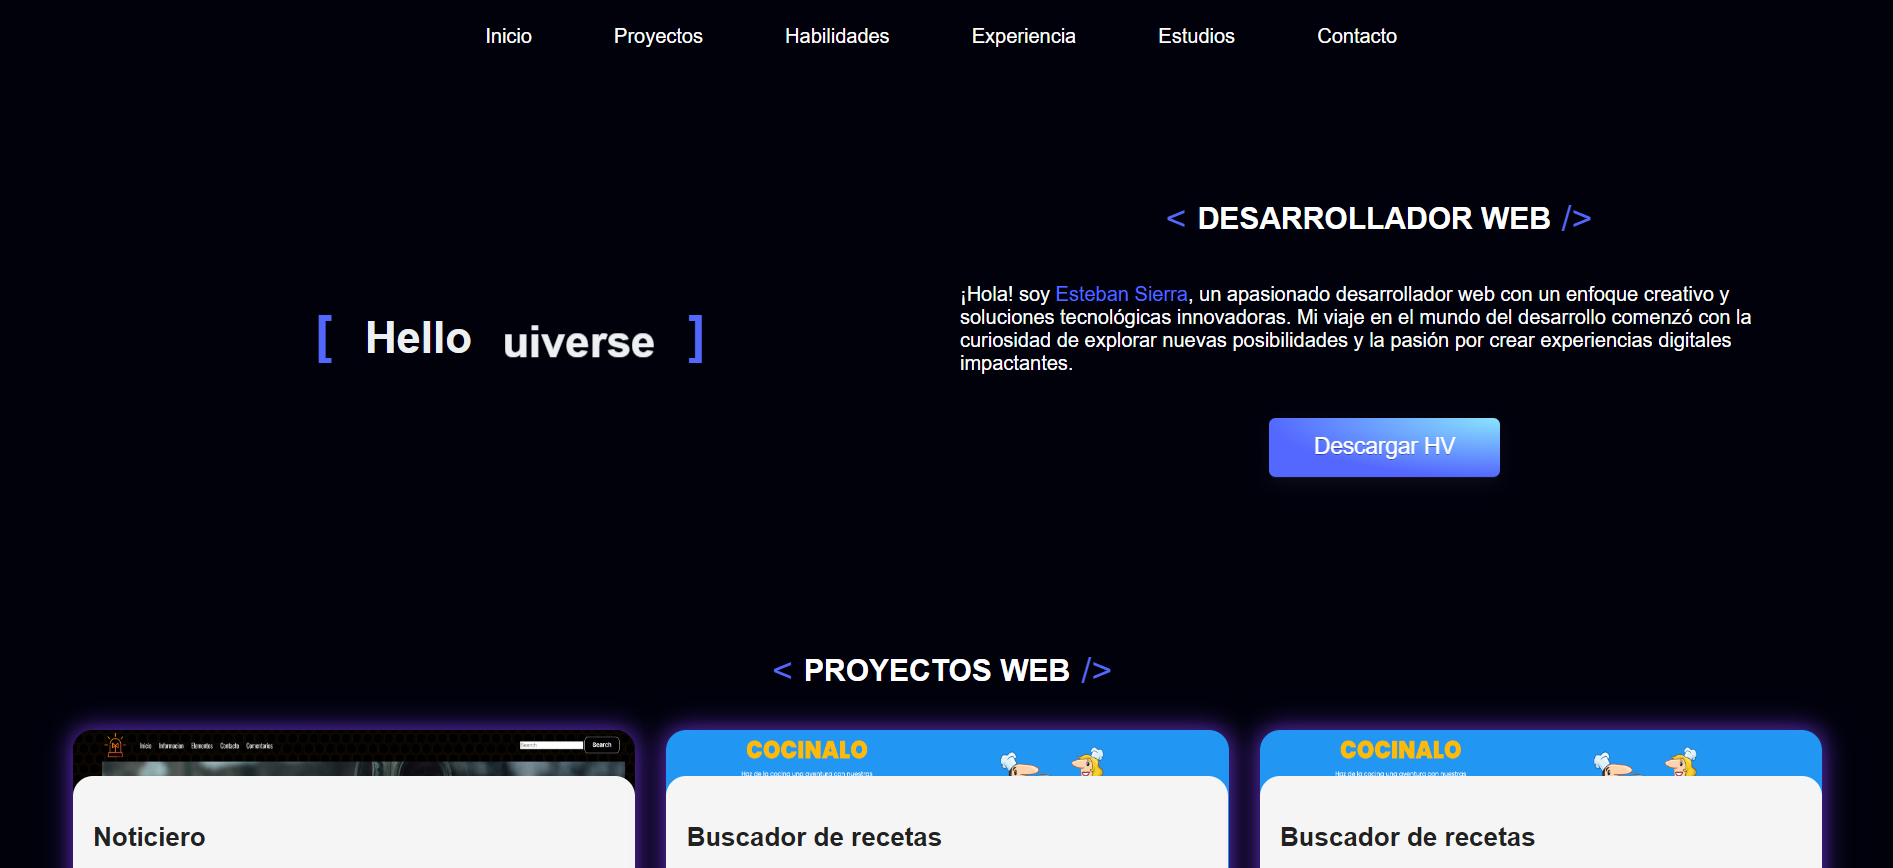 Inicio Proyectos Habilidades Experiencia Estudios Contacto
< DESARROLLADOR WEB />
[ Hello uiverse ]
¡Hola! soy Esteban Sierra, un apasionado desarrollador web con un enfoque creativo y
soluciones tecnológicas innovadoras. Mi viaje en el mundo del desarrollo comenzó con la
curiosidad de explorar nuevas posibilidades y la pasión por crear experiencias digitales
impactantes.
Descargar HV
< PROYECTOS WEB />
Inicio Informacion Elementos Contacto Comentarios Search Search
COCINALO
Haz de la cocina una aventura con nuestras
COCINALO
Haz de la cocina una aventura con nuestras
Noticiero
Buscador de recetas
Buscador de recetas